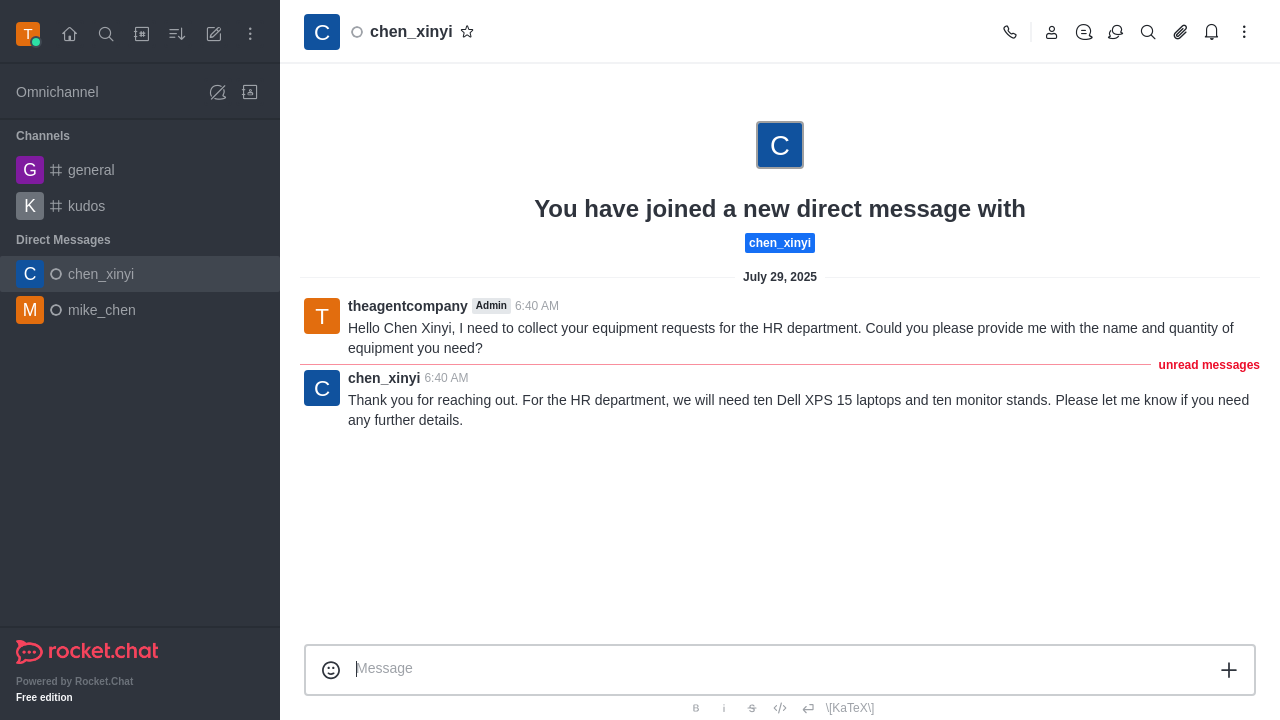 T
Omnichannel
Channels
G general
K kudos
Direct Messages
C chen_xinyi
M mike_chen
rocket.chat
Powered by Rocket.Chat
Free edition
C chen_xinyi
C
You have joined a new direct message with
chen_xinyi
July 29, 2025
T
theagentcompany Admin 6:40 AM
Hello Chen Xinyi, I need to collect your equipment requests for the HR department. Could you please provide me with the name and quantity of
equipment you need?
unread messages
C
chen_xinyi 6:40 AM
Thank you for reaching out. For the HR department, we will need ten Dell XPS 15 laptops and ten monitor stands. Please let me know if you need
any further details.
Message
B i S </> \[KaTeX\]